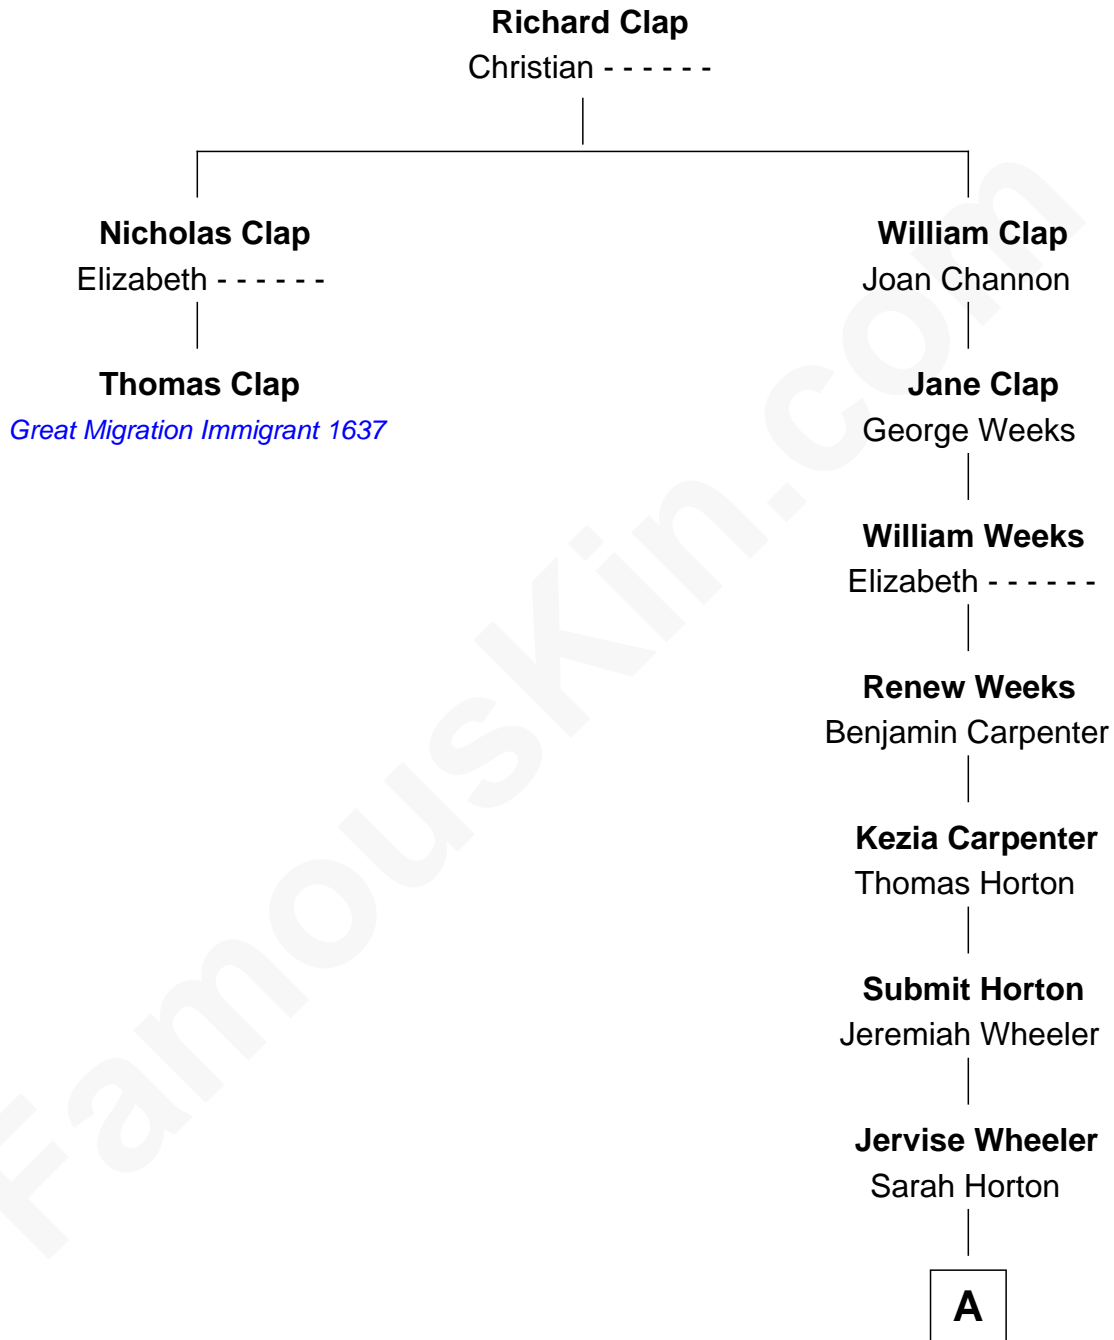 Richard Clap
Christian - - - - - -
Nicholas Clap
Elizabeth - - - - - -
William Clap
Joan Channon
Thomas Clap
Great Migration Immigrant 1637
Jane Clap
George Weeks
William Weeks
Elizabeth - - - - - -
Renew Weeks
Benjamin Carpenter
Kezia Carpenter
Thomas Horton
Submit Horton
Jeremiah Wheeler
Jervise Wheeler
Sarah Horton
A
FamousKin.com